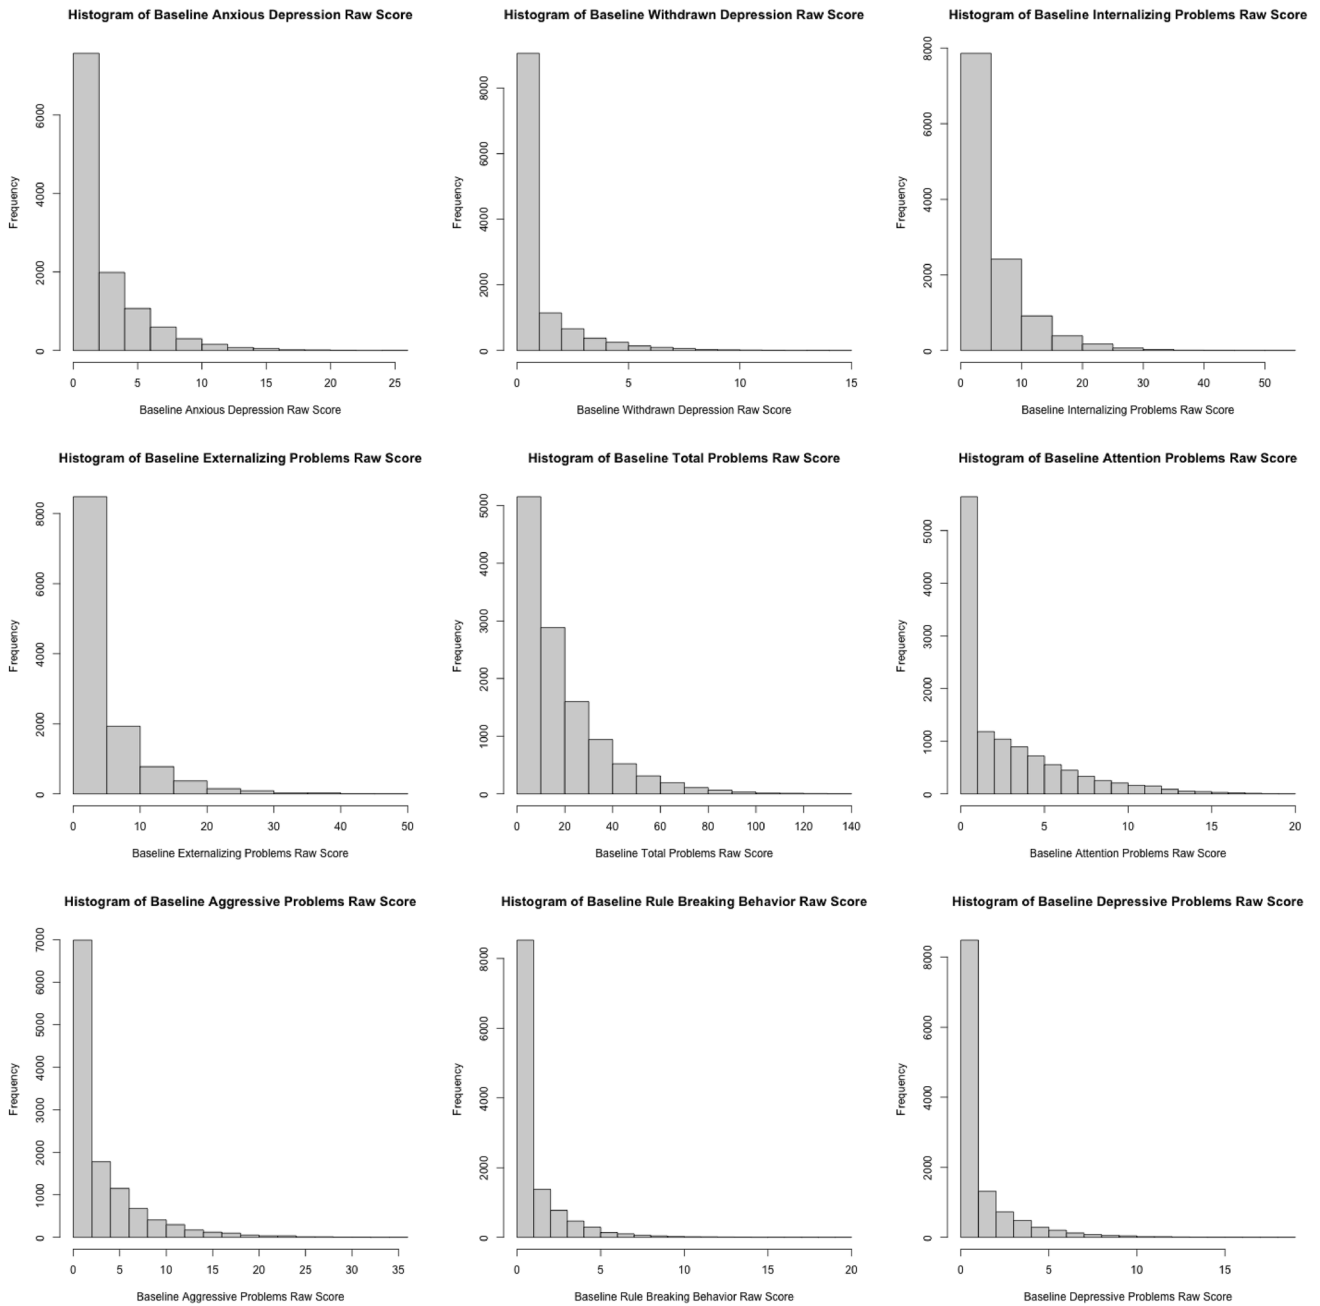 Histogram of Baseline Anxious Depression Raw Score
Frequency
0 2000 4000 6000
0 5 10 15 20 25
Baseline Anxious Depression Raw Score
Histogram of Baseline Withdrawn Depression Raw Score
Frequency
0 2000 4000 6000 8000
0 5 10 15
Baseline Withdrawn Depression Raw Score
Histogram of Baseline Internalizing Problems Raw Score
Frequency
0 2000 4000 6000 8000
0 10 20 30 40 50
Baseline Internalizing Problems Raw Score
Histogram of Baseline Externalizing Problems Raw Score
Frequency
0 2000 4000 6000 8000
0 10 20 30 40 50
Baseline Externalizing Problems Raw Score
Histogram of Baseline Total Problems Raw Score
Frequency
0 1000 2000 3000 4000 5000
0 20 40 60 80 100 120 140
Baseline Total Problems Raw Score
Histogram of Baseline Attention Problems Raw Score
Frequency
0 1000 2000 3000 4000 5000
0 5 10 15 20
Baseline Attention Problems Raw Score
Histogram of Baseline Aggressive Problems Raw Score
Frequency
0 1000 2000 3000 4000 5000 6000 7000
0 5 10 15 20 25 30 35
Baseline Aggressive Problems Raw Score
Histogram of Baseline Rule Breaking Behavior Raw Score
Frequency
0 2000 4000 6000 8000
0 5 10 15 20
Baseline Rule Breaking Behavior Raw Score
Histogram of Baseline Depressive Problems Raw Score
Frequency
0 2000 4000 6000 8000
0 5 10 15
Baseline Depressive Problems Raw Score